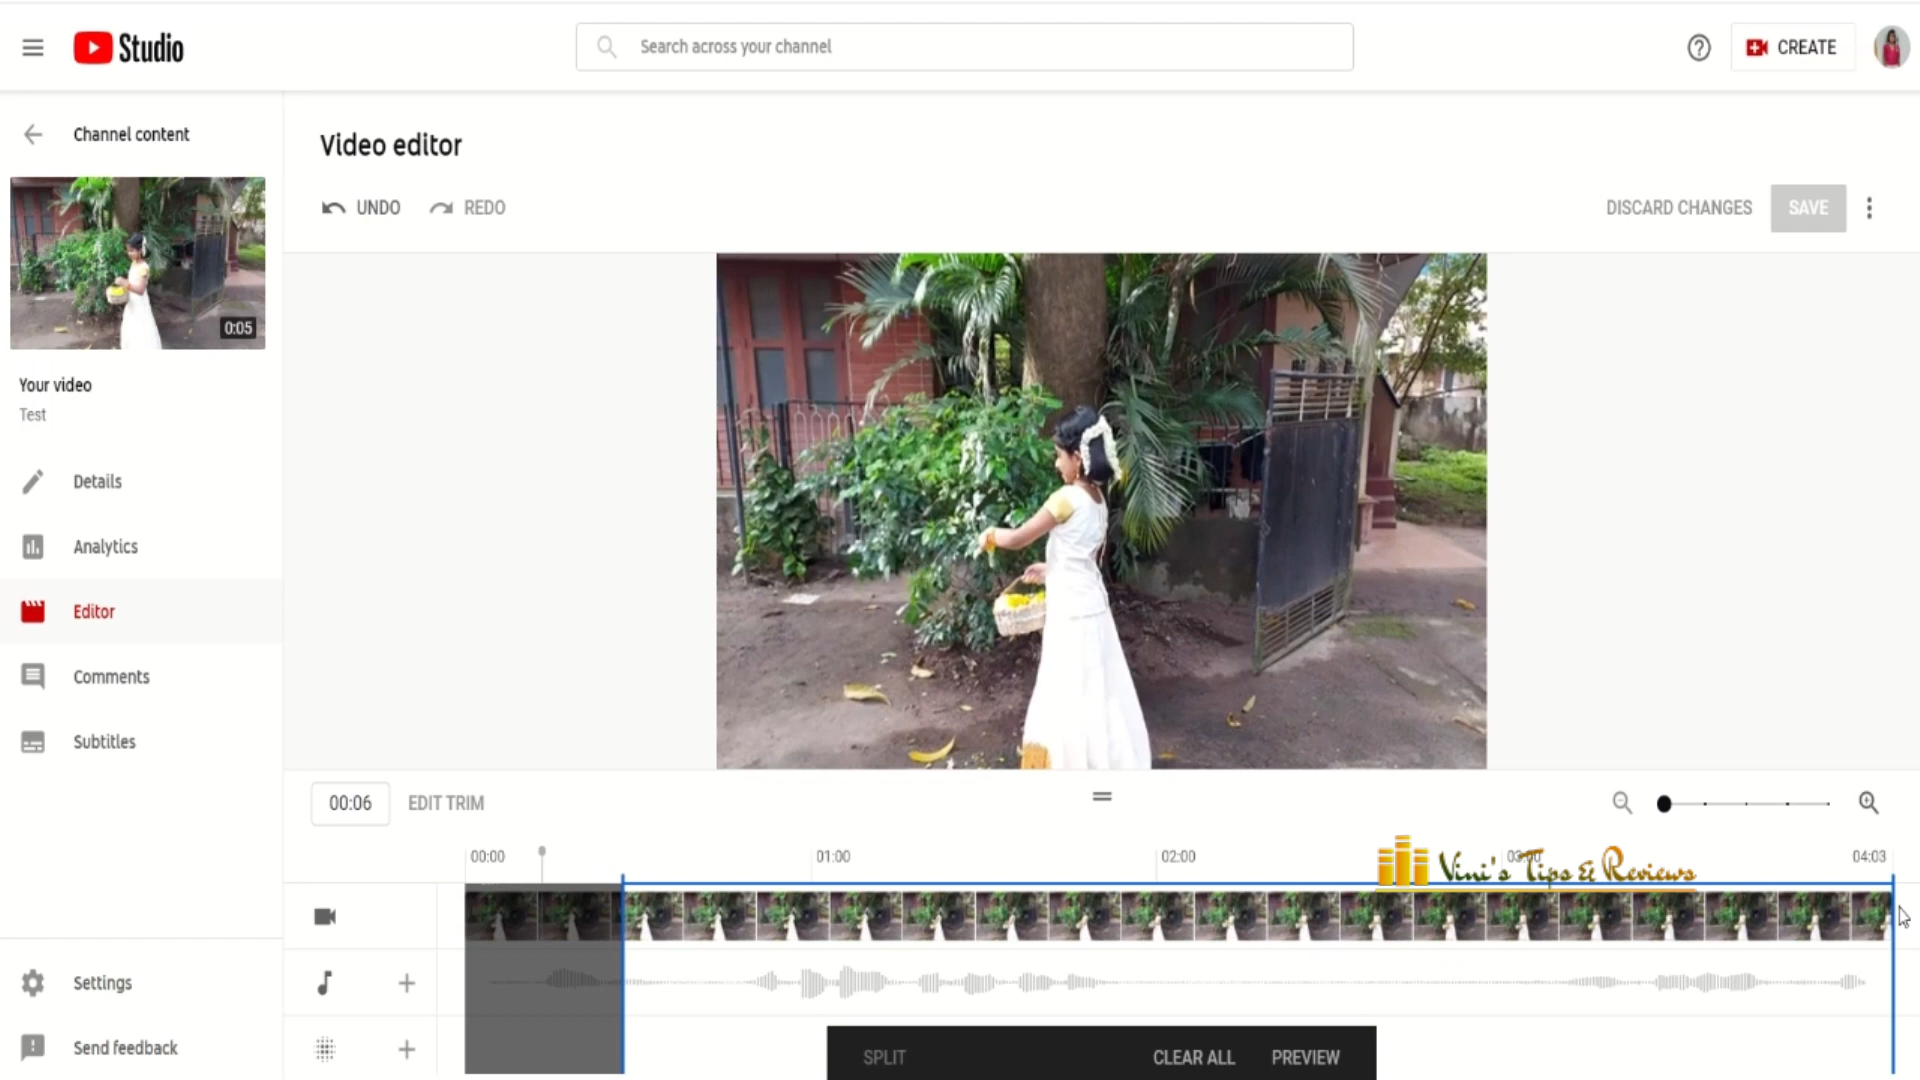 Studio
Search across your channel
CREATE
Channel content
Video editor
UNDO
REDO
DISCARD CHANGES
SAVE
0:05
Your video
Test
Details
Analytics
Editor
Comments
Subtitles
00:06
EDIT TRIM
00:00
01:00
02:00
03:00
04:03
Vini's Tips & Reviews
Settings
Send feedback
SPLIT
CLEAR ALL
PREVIEW